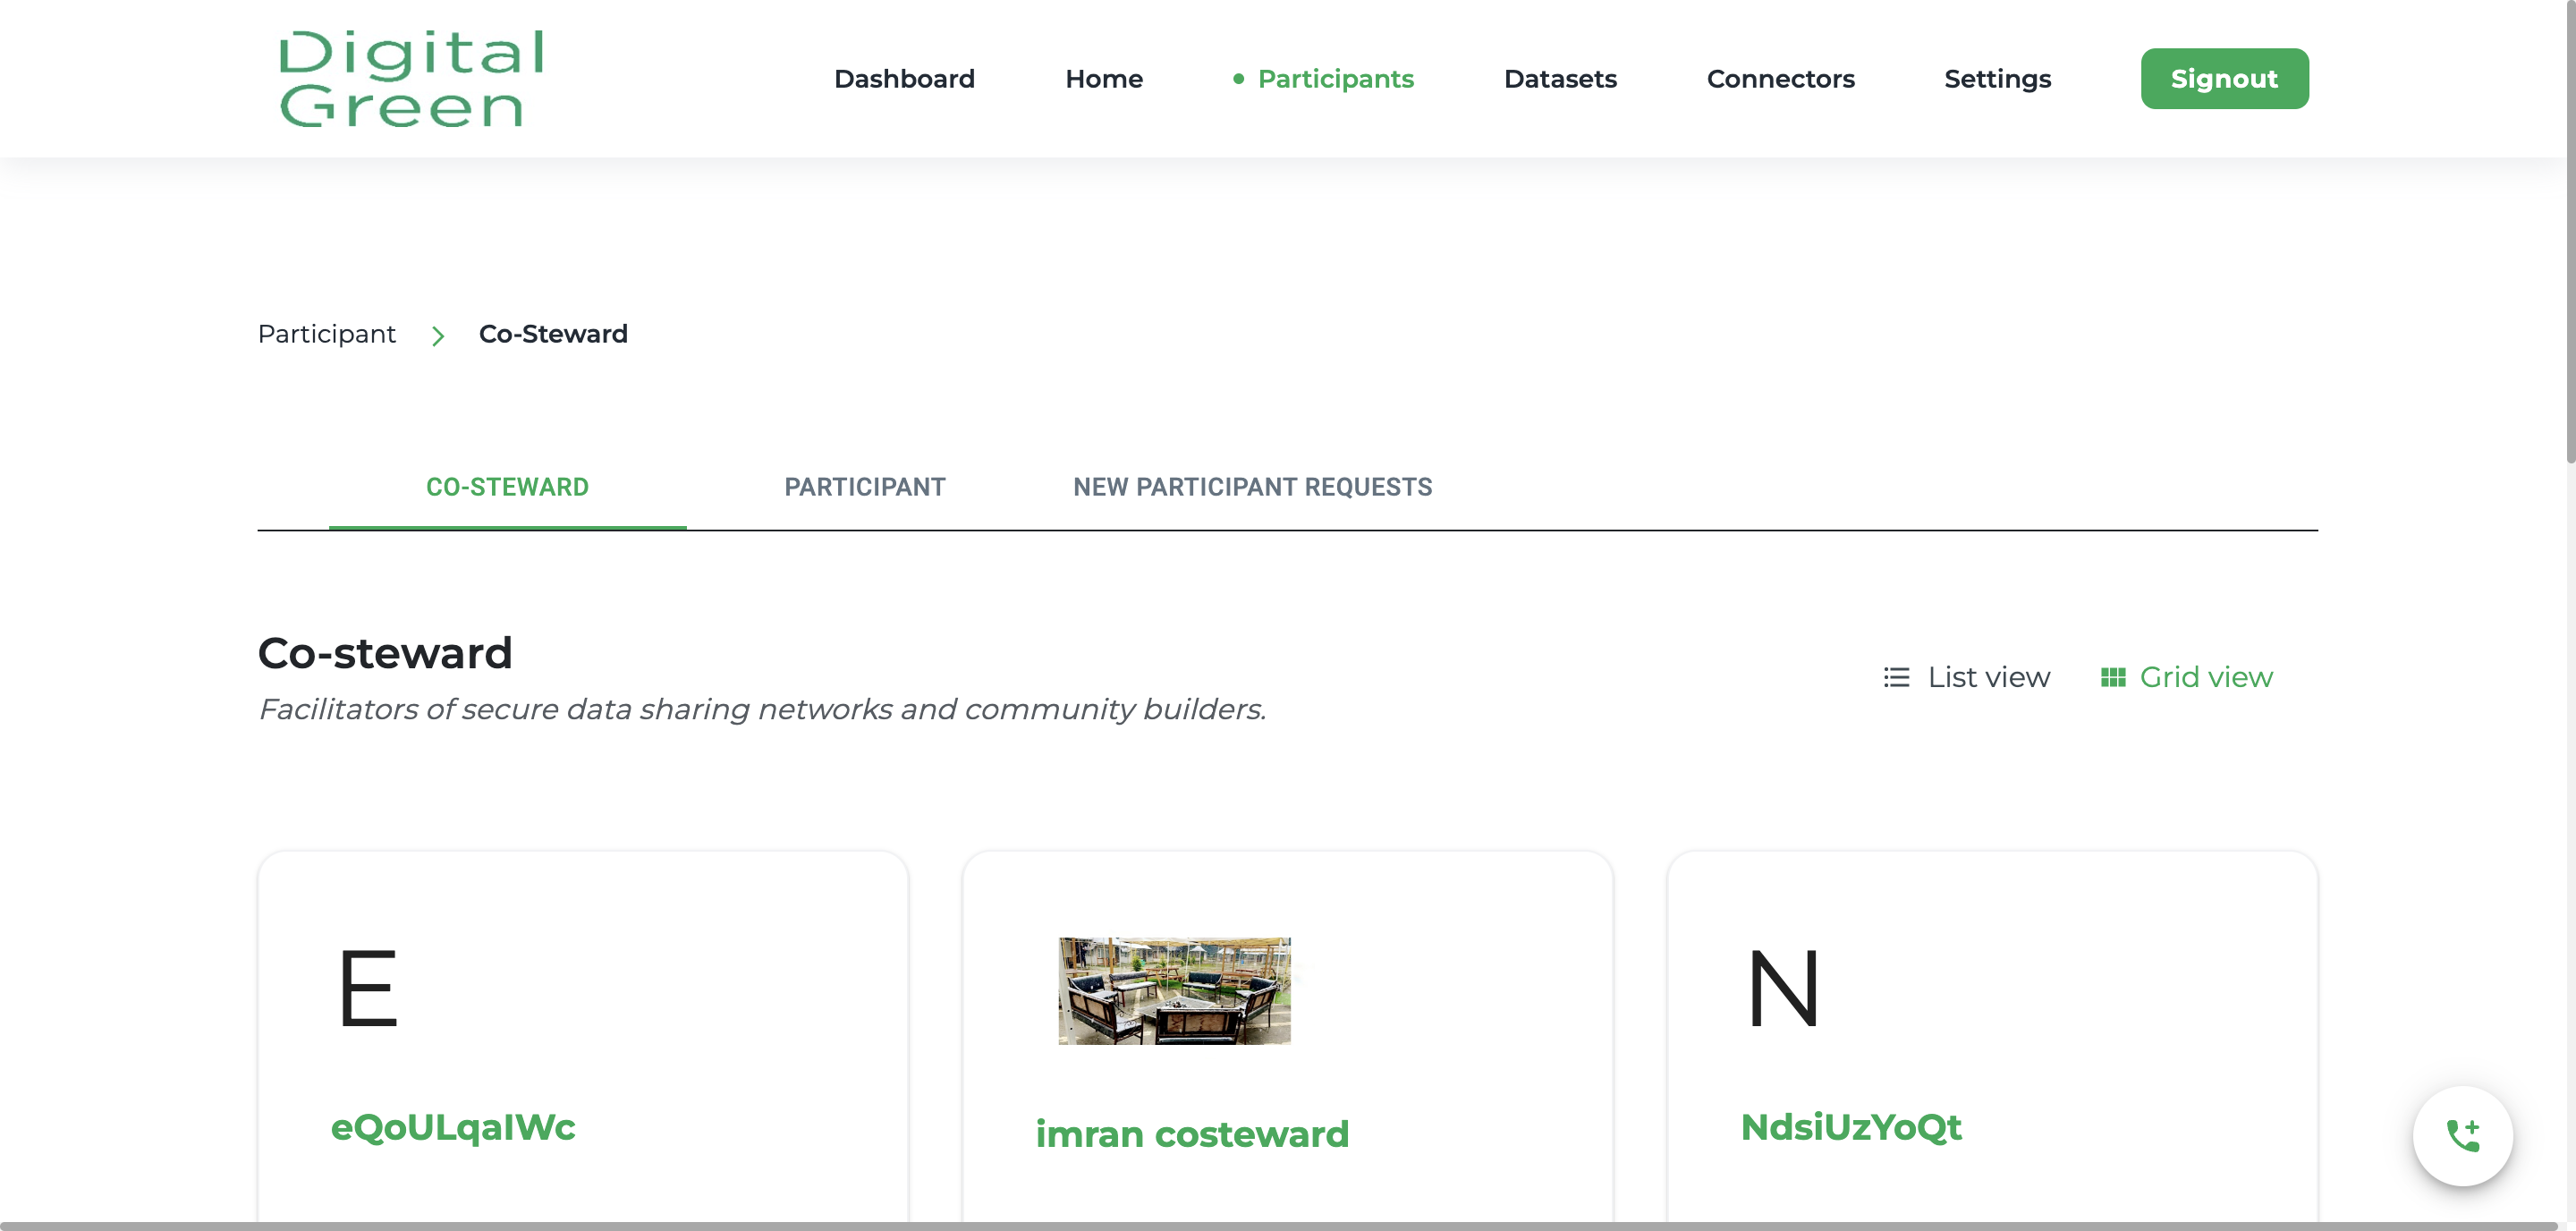 Digital
Green
Dashboard
Home
Participants
Datasets
Connectors
Settings
Signout
Participant
Co-Steward
CO-STEWARD
PARTICIPANT
NEW PARTICIPANT REQUESTS
Co-steward
Facilitators of secure data sharing networks and community builders.
List view
Grid view
E
N
eQoULqaIWc
imran costeward
NdsiUzYoQt